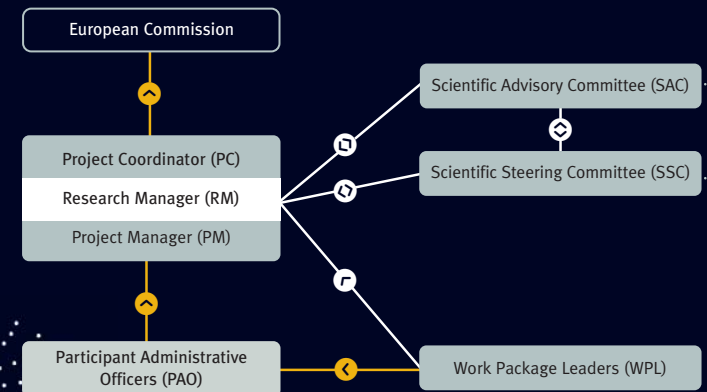 European Commission
Scientific Advisory Committee (SAC)
Project Coordinator (PC)
Scientific Steering Committee (SSC)
Research Manager (RM)
Project Manager (PM)
Participant Administrative
Officers (PAO)
Work Package Leaders (WPL)